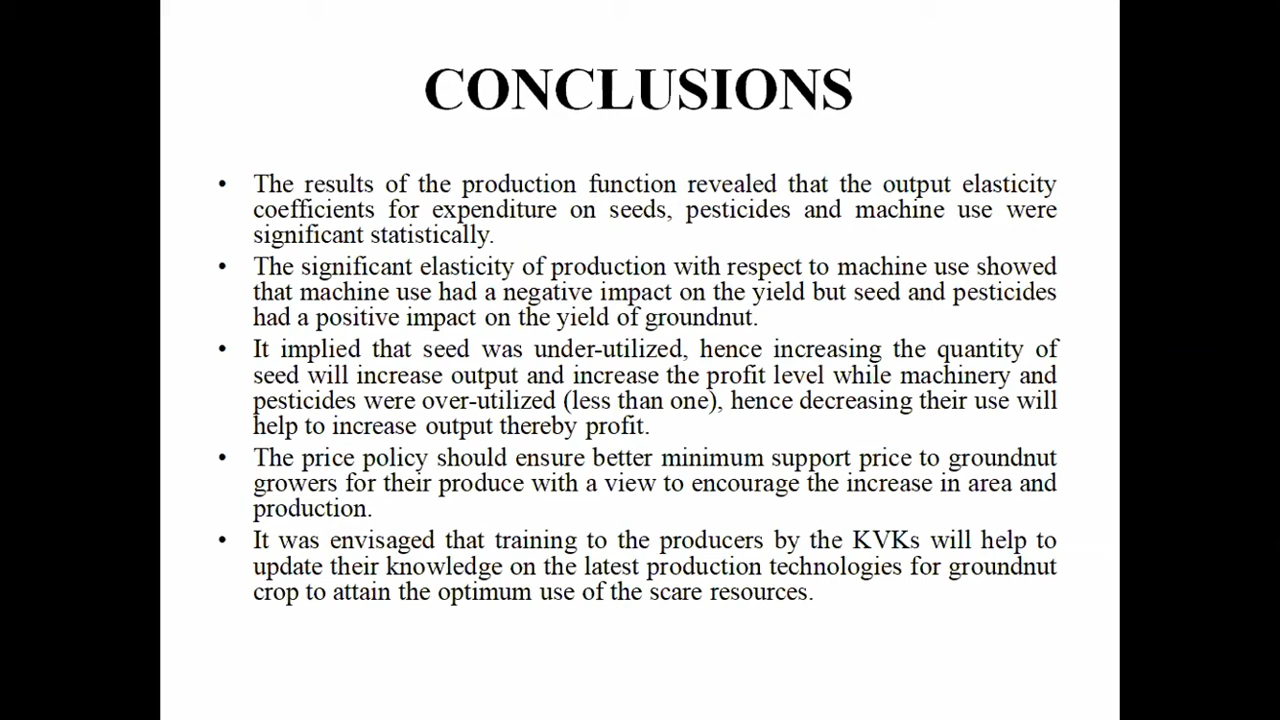 CONCLUSIONS
• The results of the production function revealed that the output elasticity
coefficients for expenditure on seeds, pesticides and machine use were
significant statistically.
• The significant elasticity of production with respect to machine use showed
that machine use had a negative impact on the yield but seed and pesticides
had a positive impact on the yield of groundnut.
• It implied that seed was under-utilized, hence increasing the quantity of
seed will increase output and increase the profit level while machinery and
pesticides were over-utilized (less than one), hence decreasing their use will
help to increase output thereby profit.
• The price policy should ensure better minimum support price to groundnut
growers for their produce with a view to encourage the increase in area and
production.
• It was envisaged that training to the producers by the KVKs will help to
update their knowledge on the latest production technologies for groundnut
crop to attain the optimum use of the scare resources.